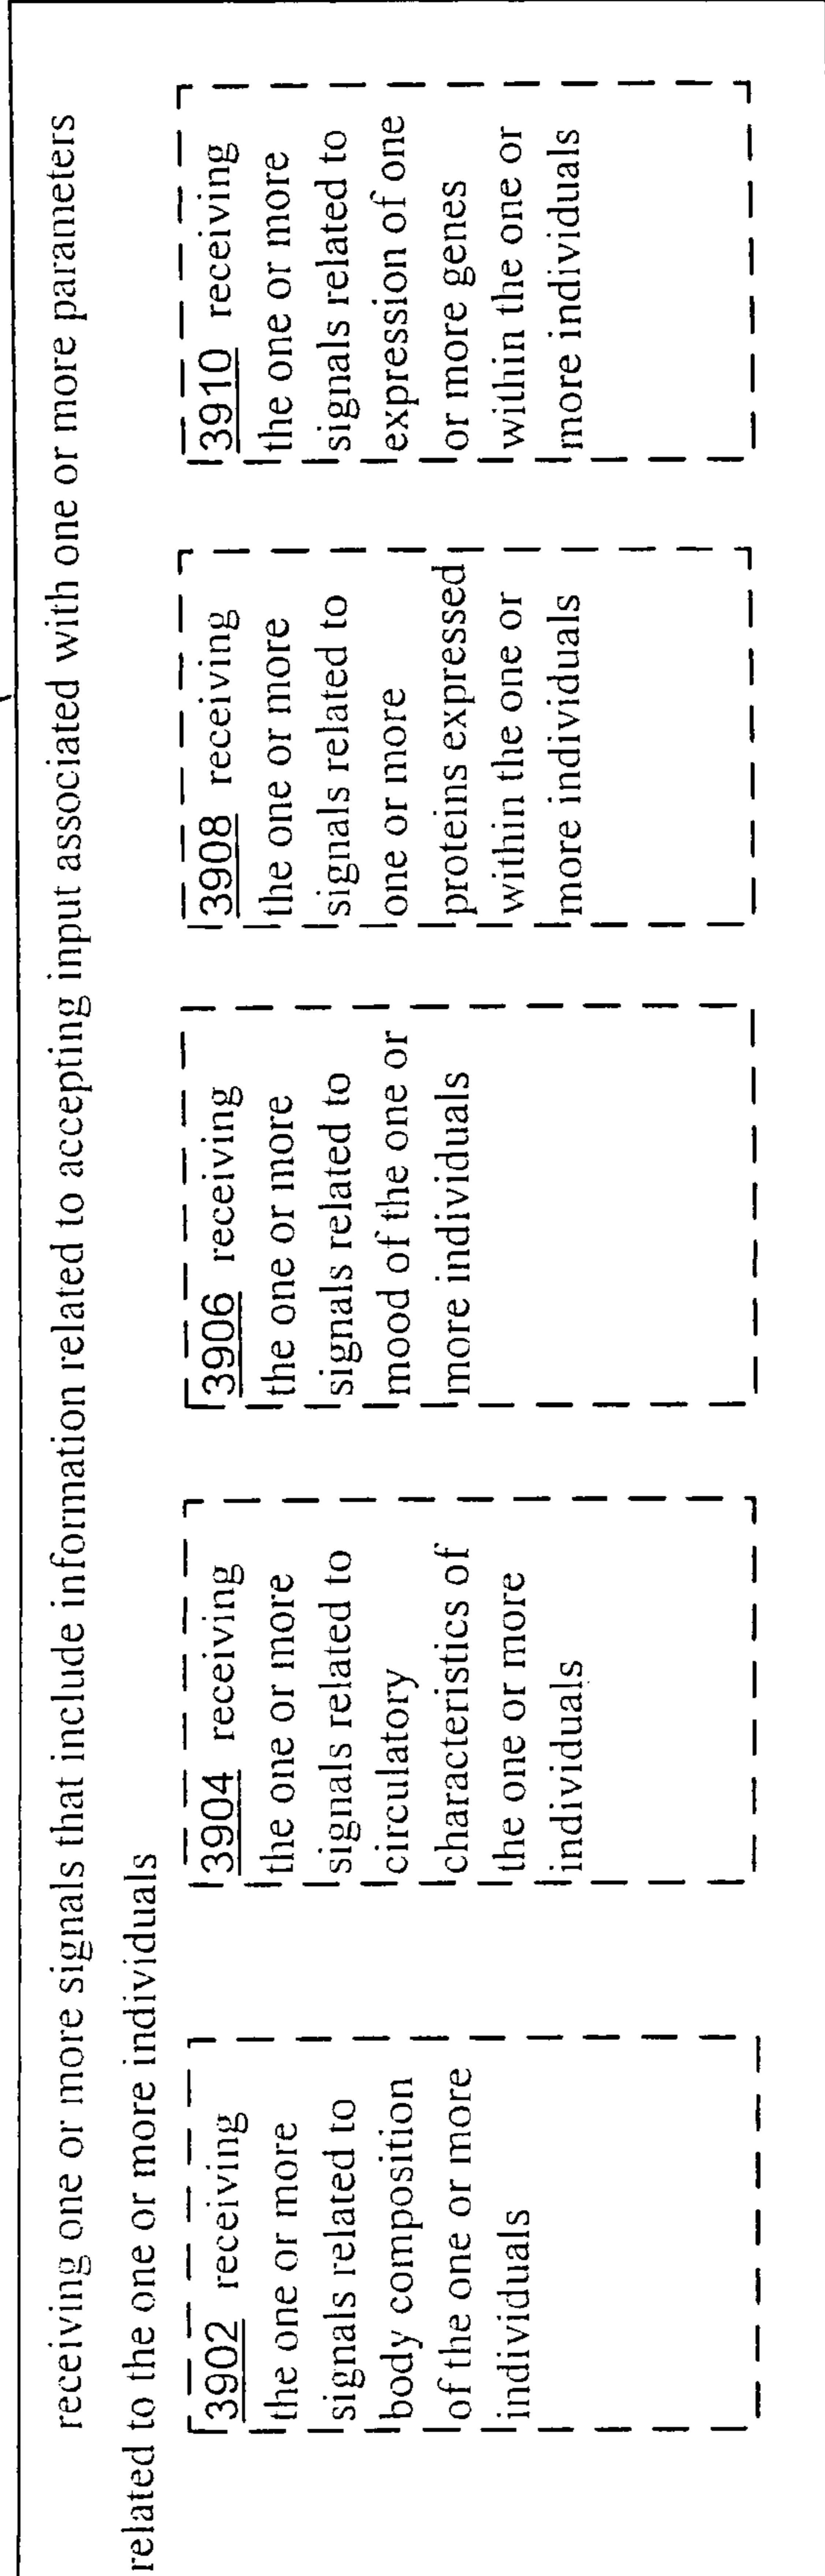 receiving one or more signals that include information related to accepting input associated with one or more parameters
related to the one or more individuals
3902 receiving
the one or more
signals related to
body composition
of the one or more
individuals
3904 receiving
the one or more
signals related to
circulatory
characteristics of
the one or more
individuals
3906 receiving
the one or more
signals related to
mood of the one or
more individuals
3908 receiving
the one or more
signals related to
one or more
proteins expressed
within the one or
more individuals
3910 receiving
the one or more
signals related to
expression of one
or more genes
within the one or
more individuals